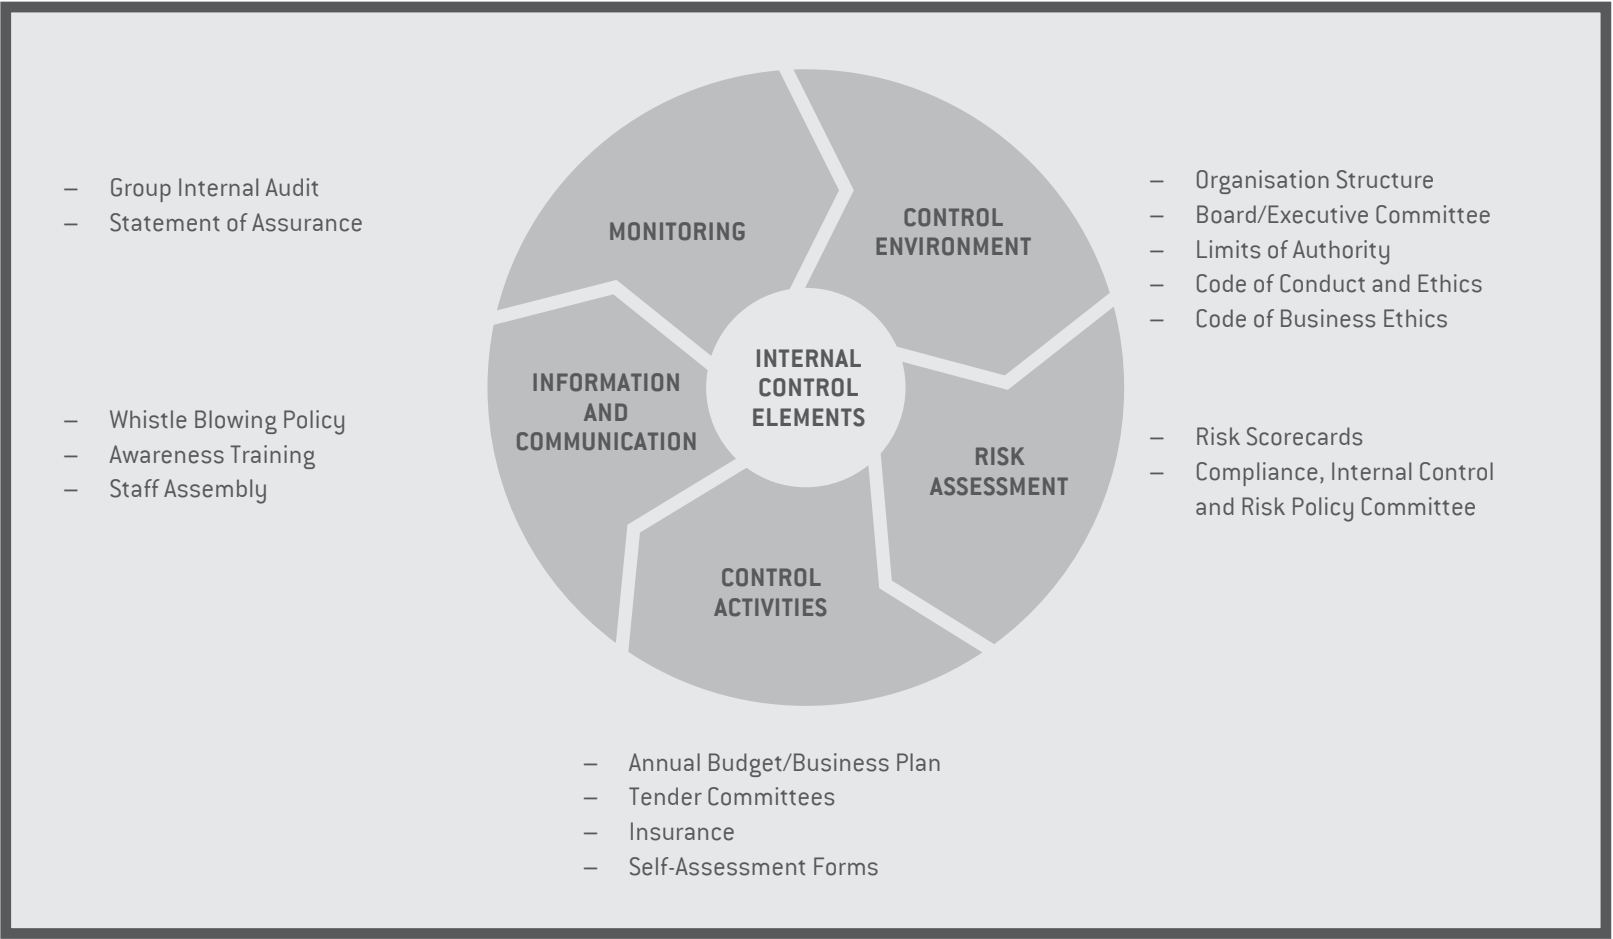 MONITORING
– Group Internal Audit
– Statement of Assurance
CONTROL
ENVIRONMENT
– Organisation Structure
– Board/Executive Committee
– Limits of Authority
– Code of Conduct and Ethics
– Code of Business Ethics
INTERNAL
CONTROL
ELEMENTS
INFORMATION
AND
COMMUNICATION
– Whistle Blowing Policy
– Awareness Training
– Staff Assembly
RISK
ASSESSMENT
– Risk Scorecards
– Compliance, Internal Control
and Risk Policy Committee
CONTROL
ACTIVITIES
– Annual Budget/Business Plan
– Tender Committees
– Insurance
– Self-Assessment Forms